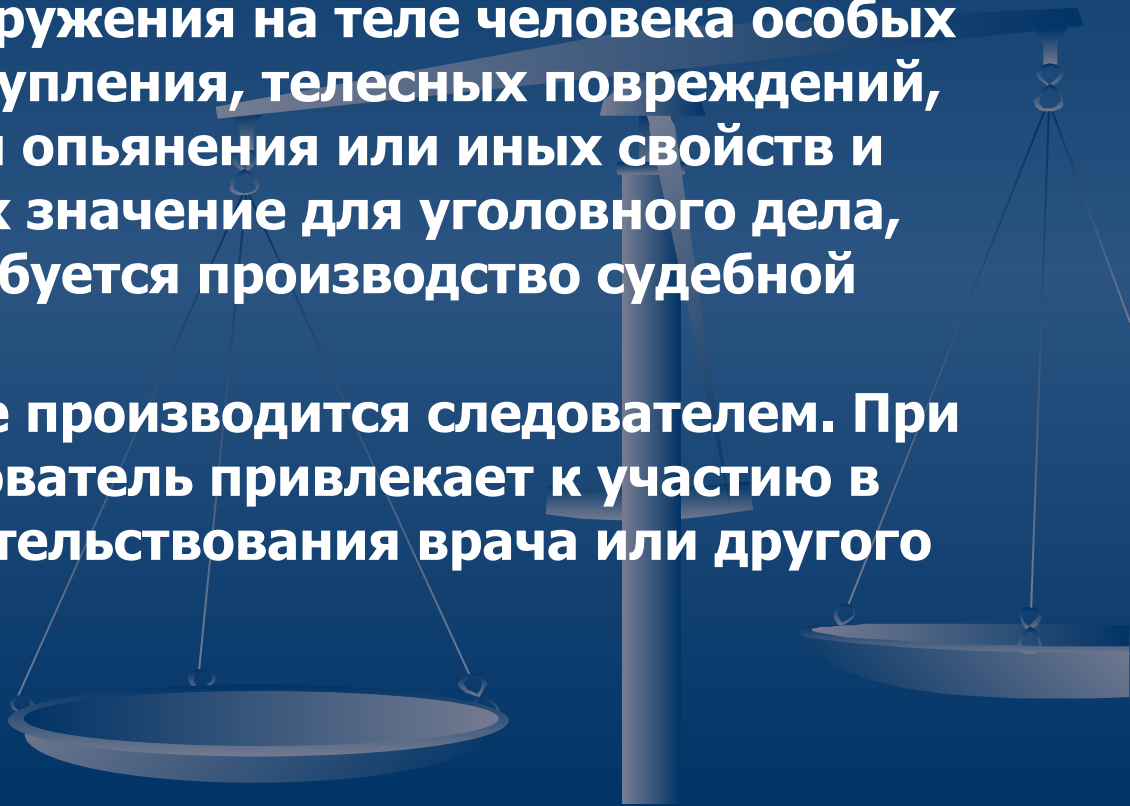 ружения на теле человека особых
упления, телесных повреждений,
опьянения или иных свойств и
значение для уголовного дела,
буется производство судебной
е производится следователем. При
ователь привлекает к участию в
тельствования врача или другого